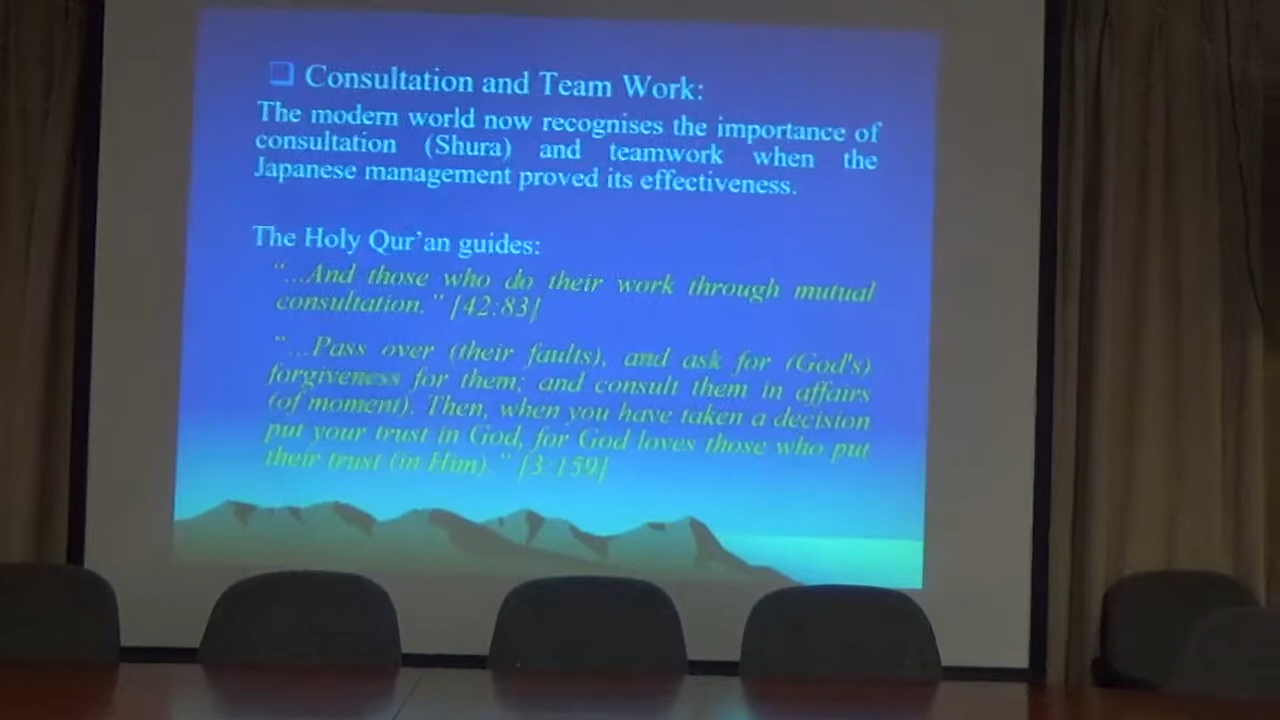 ❑ Consultation and Team Work:
The modern world now recognises the importance of
consultation (Shura) and teamwork when the
Japanese management proved its effectiveness.
The Holy Qur'an guides:
"...And those who do their work through mutual
consultation." [42:83]
"...Pass over (their faults), and ask for (God's)
forgiveness for them; and consult them in affairs
(of moment). Then, when you have taken a decision
put your trust in God, for God loves those who put
their trust (in Him)." [3:159]